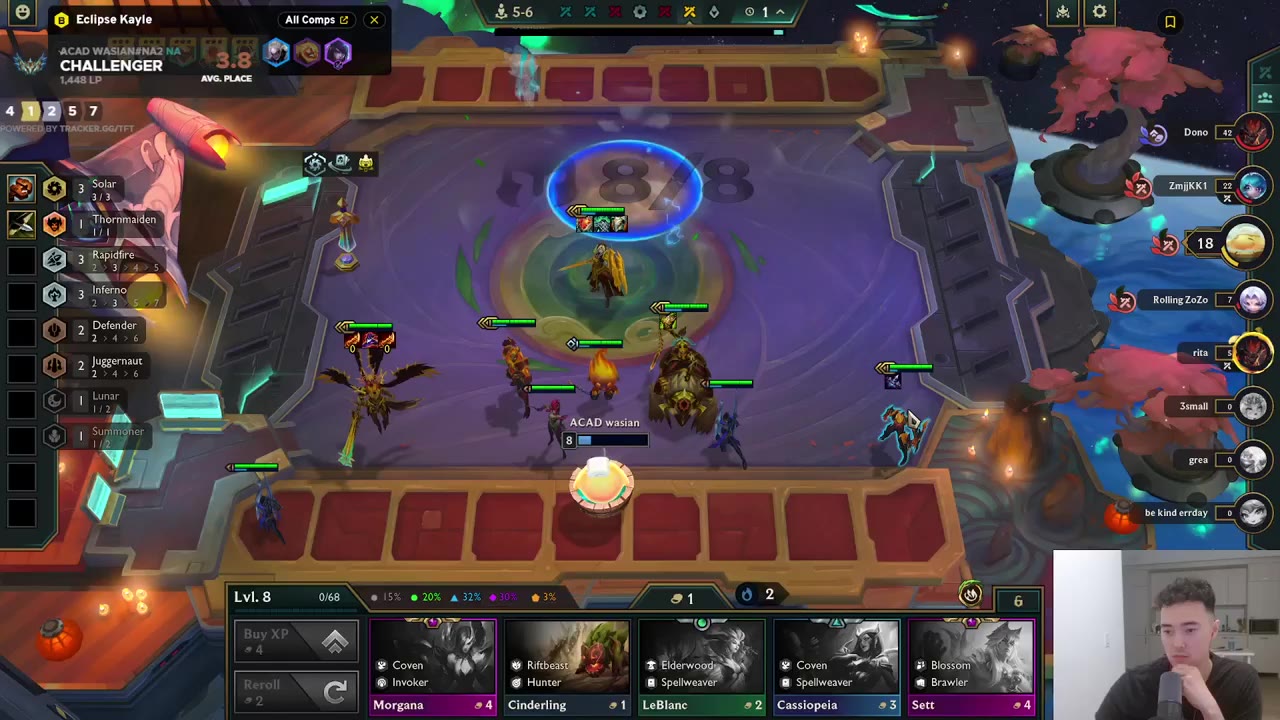 B Eclipse Kayle
All Comps
ACAD WASIAN#NA2 NA
CHALLENGER
1,448 LP
3.8
AVG. PLACE
4 1 2 5 7
POWERED BY TRACKER.GG/TFT
5-6
1
8/8
3 Solar
3 / 3
1 Thornmaiden
1 / 1
3 Rapidfire
2 > 3 > 4 > 5
3 Inferno
2 > 3 > 5 > 7
2 Defender
2 > 4 > 6
2 Juggernaut
2 > 4 > 6
1 Lunar
1 / 2
1 Summoner
1 / 2
0 0
ACAD wasian
8
Dono 42
ZmjjKK1 22
18
Rolling ZoZo 7
rita 5
3small 0
grea 0
be kind errday 0
Lvl. 8 0/68
15% 20% 32% 30% 3%
1
2
6
Buy XP
4
Reroll
2
Coven
Invoker
Morgana 4
Riftbeast
Hunter
Cinderling 1
Elderwood
Spellweaver
LeBlanc 2
Coven
Spellweaver
Cassiopeia 3
Blossom
Brawler
Sett 4